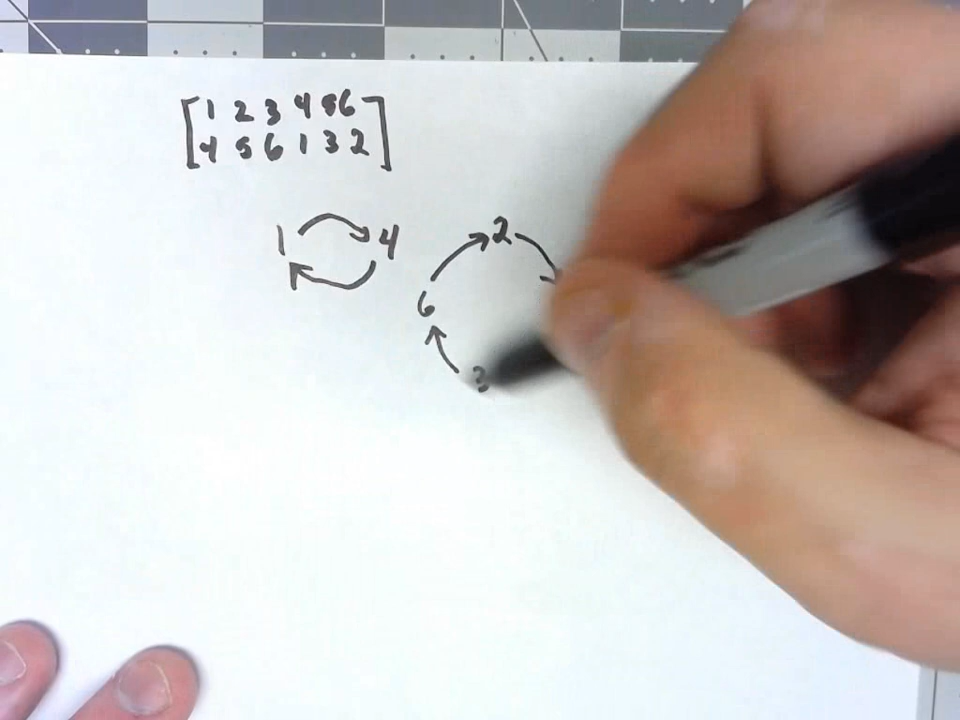 1 2 3 4 5 6
4 5 6 1 3 2
1 4 2
6
3